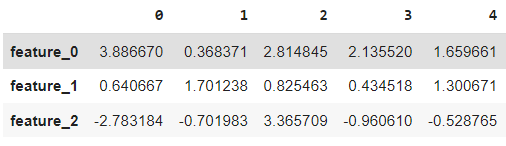 0 1 2 3 4
feature_0 3.886670 0.368371 2.814845 2.135520 1.659661
feature_1 0.640667 1.701238 0.825463 0.434518 1.300671
feature_2 -2.783184 -0.701983 3.365709 -0.960610 -0.528765